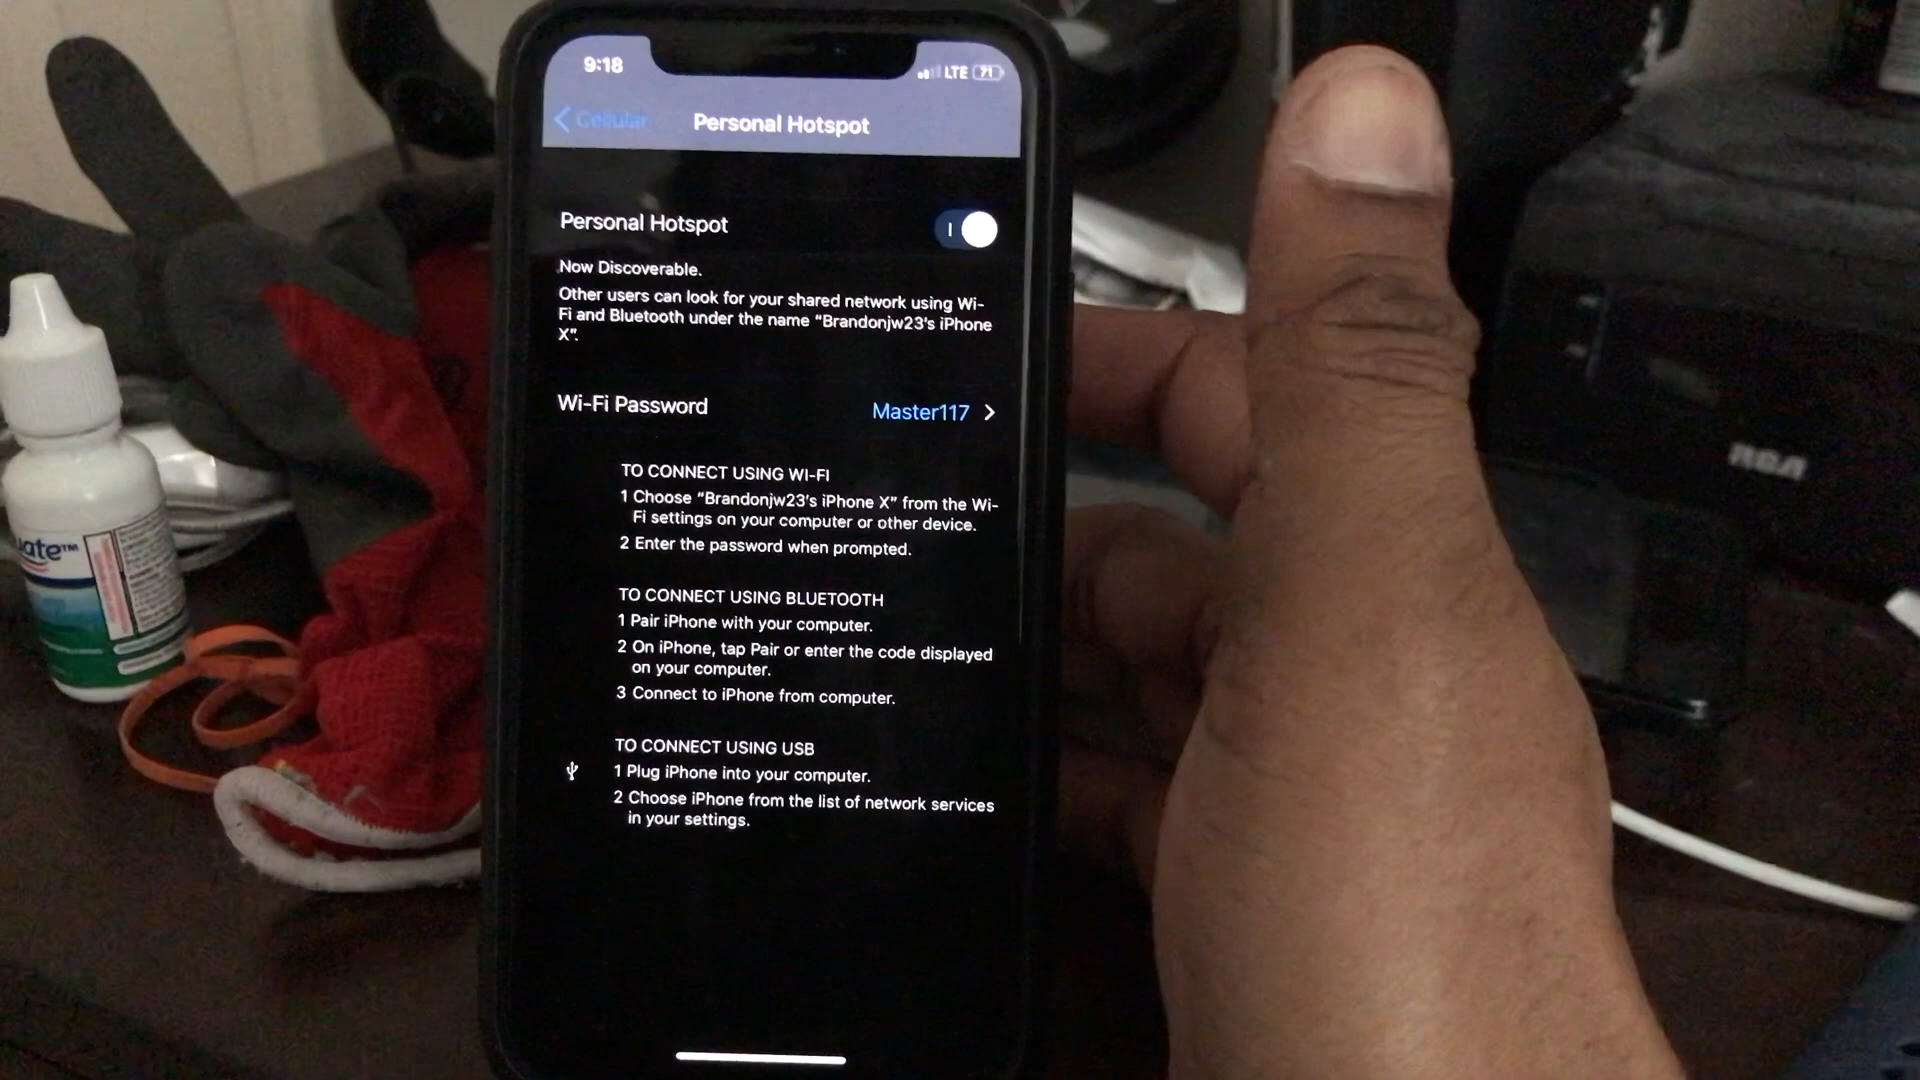 9:18
LTE 71
Cellular
Personal Hotspot
Personal Hotspot
Now Discoverable.
Other users can look for your shared network using Wi-
Fi and Bluetooth under the name “Brandonjw23's iPhone
X”.
Wi-Fi Password Master117
TO CONNECT USING WI-FI
1 Choose “Brandonjw23's iPhone X” from the Wi-
Fi settings on your computer or other device.
2 Enter the password when prompted.
TO CONNECT USING BLUETOOTH
1 Pair iPhone with your computer.
2 On iPhone, tap Pair or enter the code displayed
on your computer.
3 Connect to iPhone from computer.
TO CONNECT USING USB
1 Plug iPhone into your computer.
2 Choose iPhone from the list of network services
in your settings.
RCA
uate™